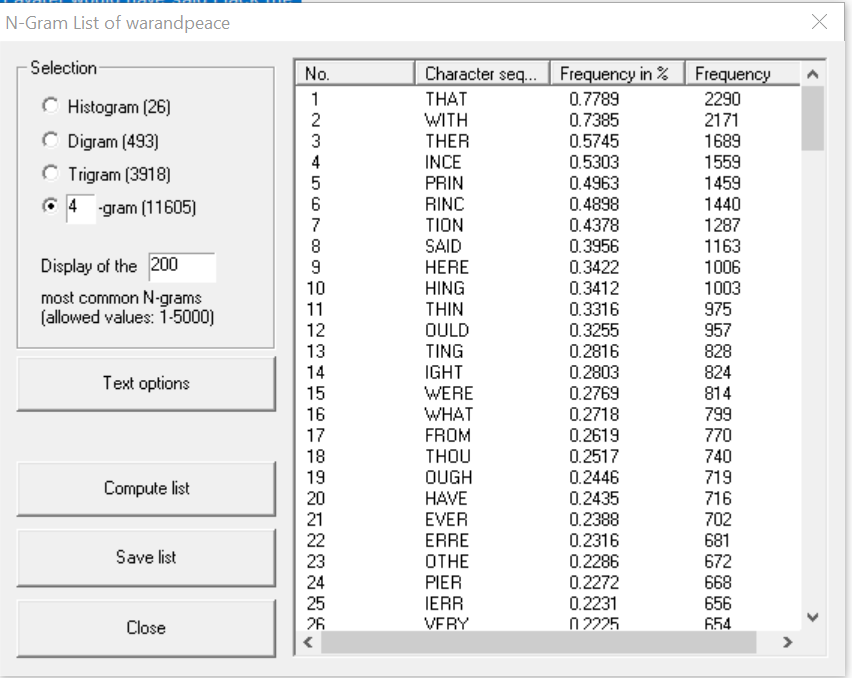 N-Gram List of warandpeace
Selection
Histogram (26)
Digram (493)
Trigram (3918)
4 -gram (11605)
Display of the 200
most common N-grams
(allowed values: 1-5000)
Text options
Compute list
Save list
Close
No. Character seq... Frequency in % Frequency
1 THAT 0.7789 2290
2 WITH 0.7385 2171
3 THER 0.5745 1689
4 INCE 0.5303 1559
5 PRIN 0.4963 1459
6 RINC 0.4898 1440
7 TION 0.4378 1287
8 SAID 0.3956 1163
9 HERE 0.3422 1006
10 HING 0.3412 1003
11 THIN 0.3316 975
12 OULD 0.3255 957
13 TING 0.2816 828
14 IGHT 0.2803 824
15 WERE 0.2769 814
16 WHAT 0.2718 799
17 FROM 0.2619 770
18 THOU 0.2517 740
19 OUGH 0.2446 719
20 HAVE 0.2435 716
21 EVER 0.2388 702
22 ERRE 0.2316 681
23 OTHE 0.2286 672
24 PIER 0.2272 668
25 IERR 0.2231 656
26 VERY 0.2225 654